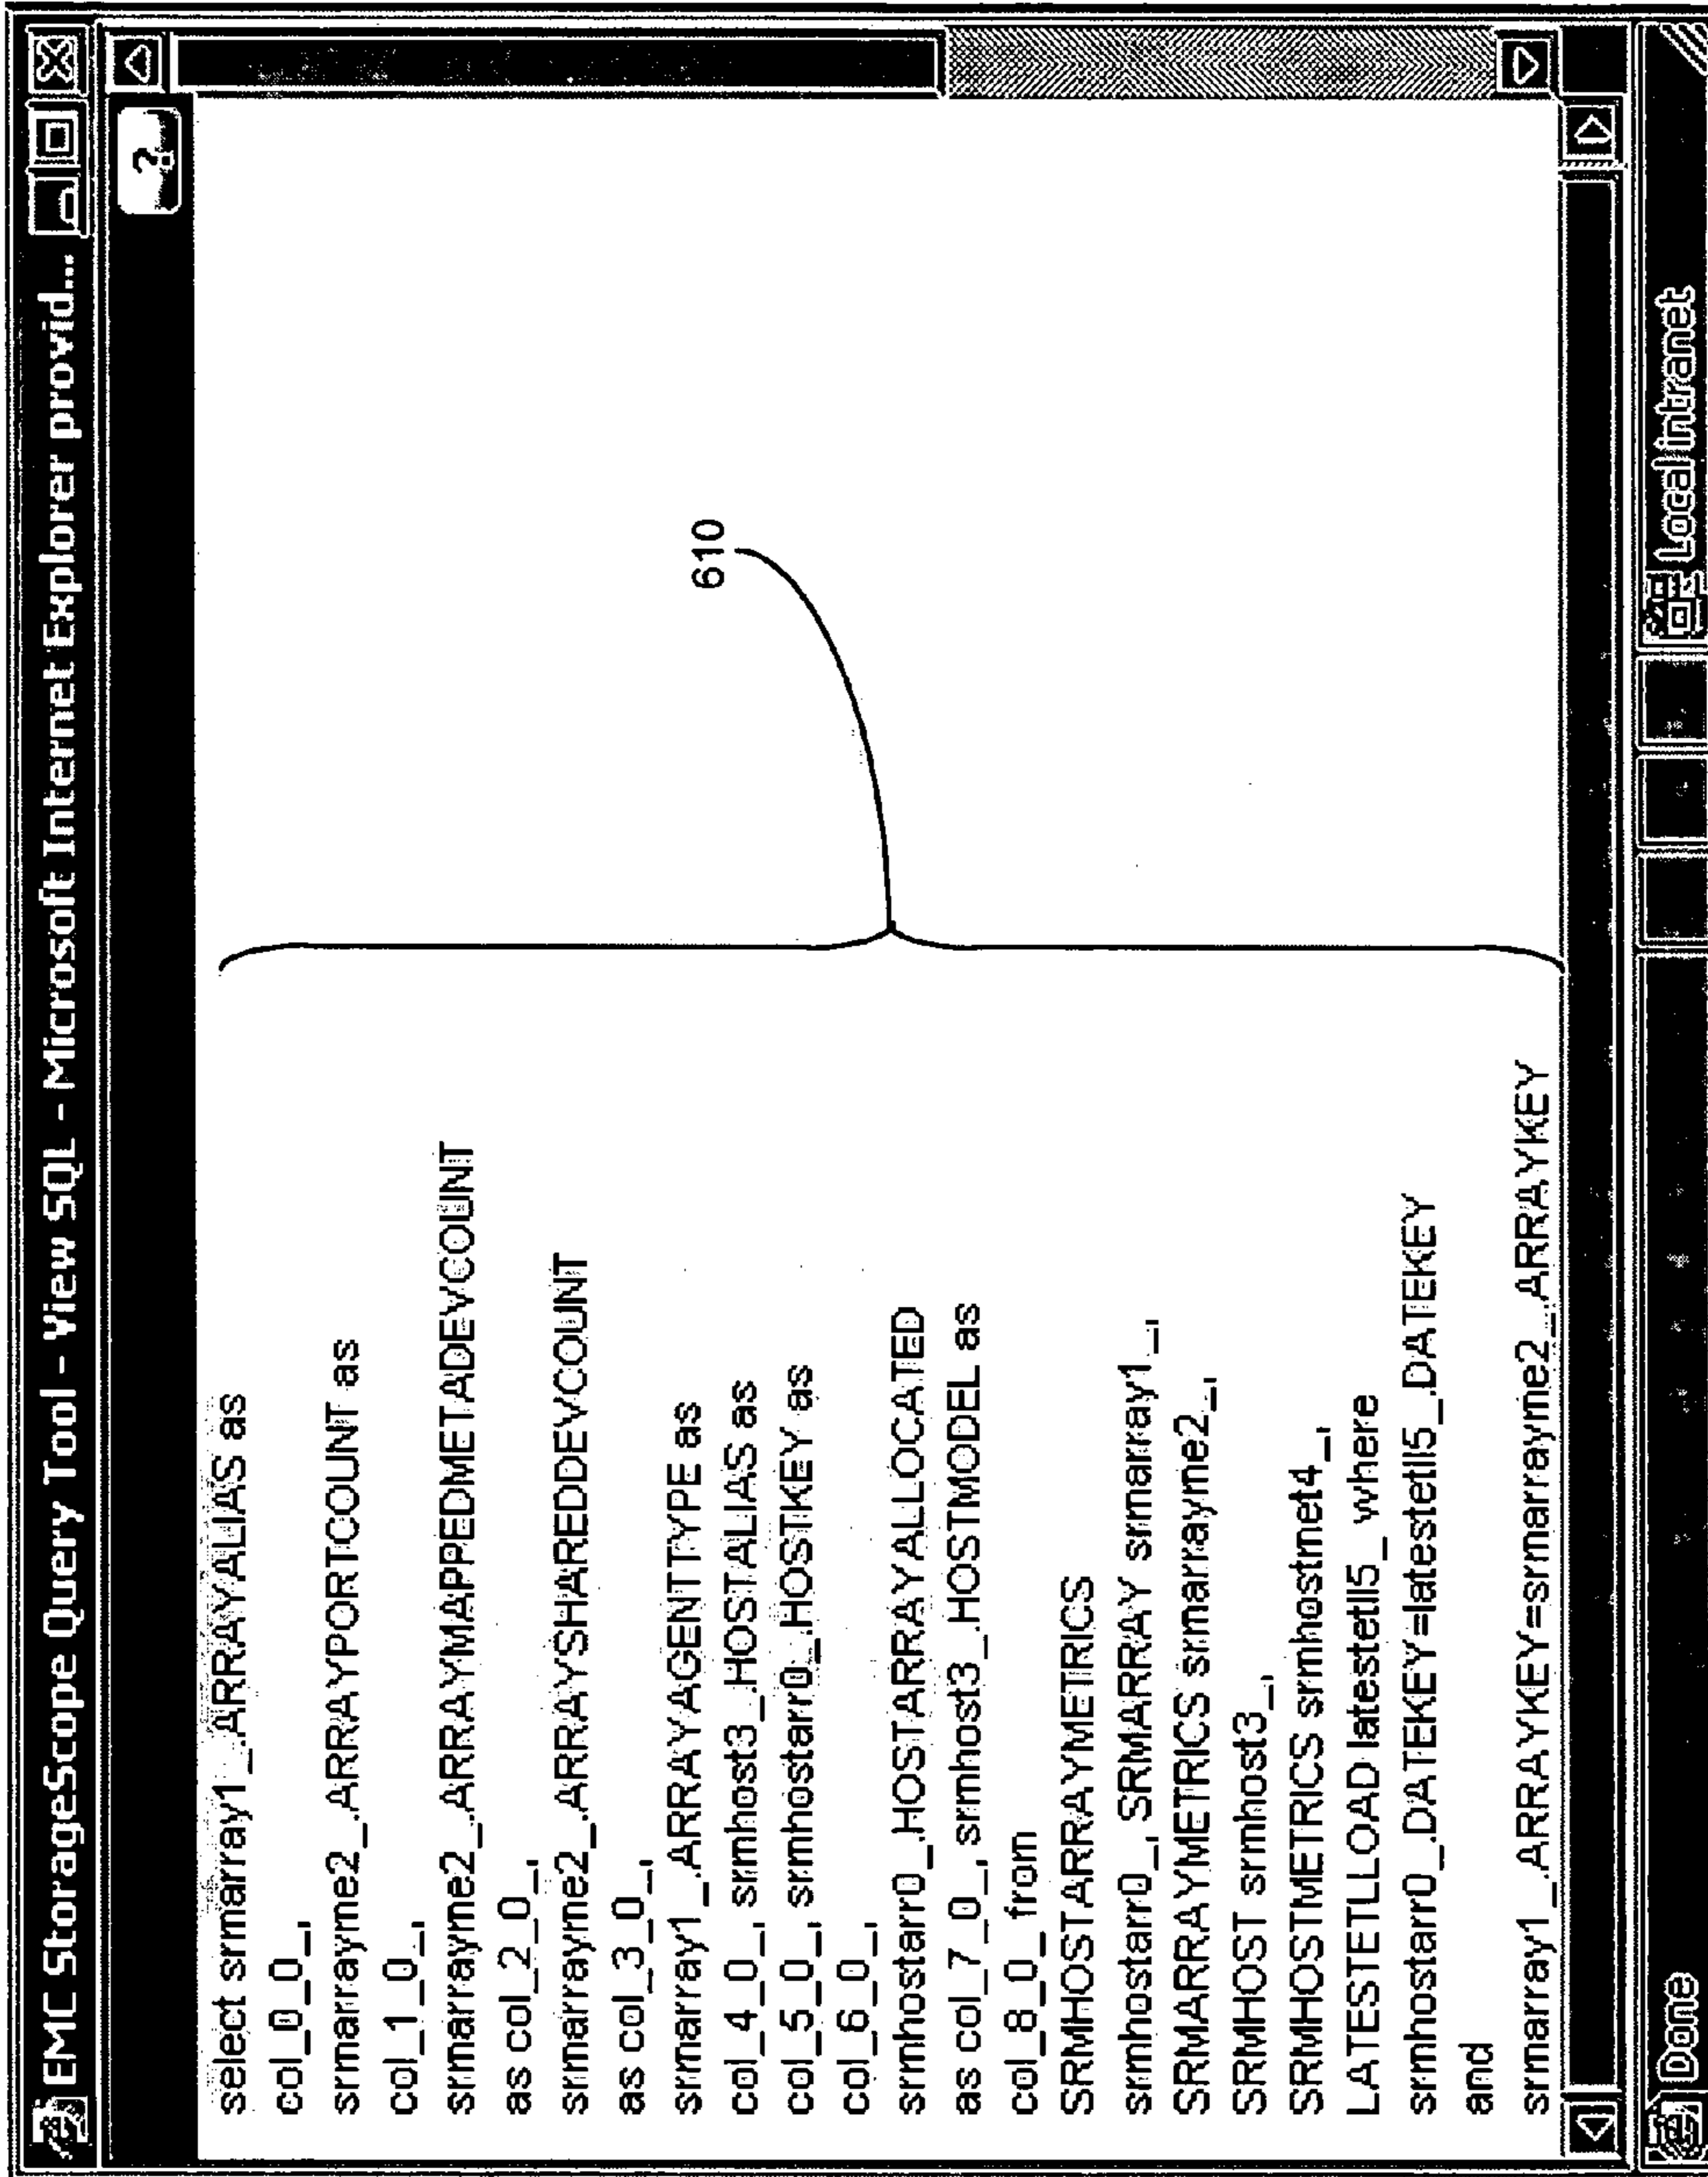 EMC StorageScope Query Tool - View SQL - Microsoft Internet Explorer provid...
?
select srmarray1_.ARRAYALIAS as
col_0_0_,
srmarrayme2_.ARRAYPORTCOUNT as
col_1_0_,
srmarrayme2_.ARRAYMAPPEDMETADEVCOUNT
as col_2_0_,
srmarrayme2_.ARRAYSHAREDDEVCOUNT
as col_3_0_,
srmarray1_.ARRAYAGENTTYPE as
col_4_0_, srmhost3_.HOSTALIAS as
col_5_0_, srmhostarr0_.HOSTKEY as
col_6_0_,
srmhostarr0_.HOSTARRAYALLOCATED
as col_7_0_, srmhost3_.HOSTMODEL as
col_8_0_ from
SRMHOSTARRAYMETRICS
srmhostarr0_, SRMARRAY srmarray1_,
SRMARRAYMETRICS srmarrayme2_,
SRMHOST srmhost3_,
SRMHOSTMETRICS srmhostmet4_,
LATESTETLLOAD latestetll5_ where
srmhostarr0_.DATEKEY=latestetll5_.DATEKEY
and
srmarray1_.ARRAYKEY=srmarrayme2_.ARRAYKEY
610
Done
Local intranet